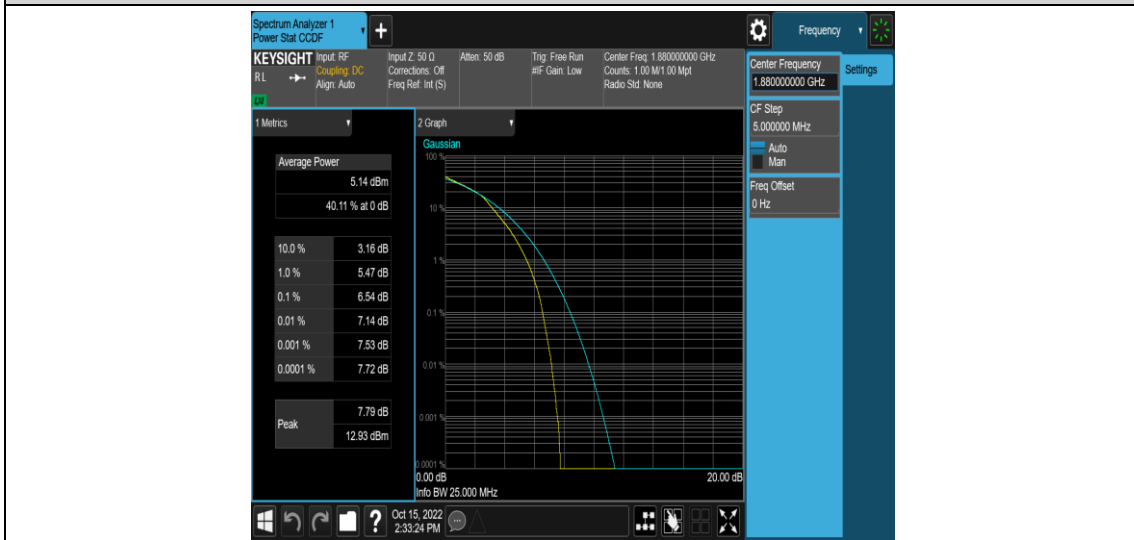 Spectrum Analyzer 1
Power Stat CCDF
+
Frequency
KEYSIGHT
RL
LXI
Input: RF
Coupling: DC
Align: Auto
Input Z: 50 Ω
Corrections: Off
Freq Ref: Int (S)
Atten: 50 dB
Trig: Free Run
#IF Gain: Low
Center Freq: 1.880000000 GHz
Counts: 1.00 M/1.00 Mpt
Radio Std: None
Center Frequency
1.880000000 GHz
Settings
CF Step
5.000000 MHz
Auto
Man
Freq Offset
0 Hz
1 Metrics
Average Power
5.14 dBm
40.11 % at 0 dB
10.0 % 3.16 dB
1.0 % 5.47 dB
0.1 % 6.54 dB
0.01 % 7.14 dB
0.001 % 7.53 dB
0.0001 % 7.72 dB
Peak 7.79 dB
12.93 dBm
2 Graph
Gaussian
100 %
10 %
1 %
0.1 %
0.01 %
0.001 %
0.0001 %
0.00 dB 20.00 dB
Info BW 25.000 MHz
? Oct 15, 2022
2:33:24 PM